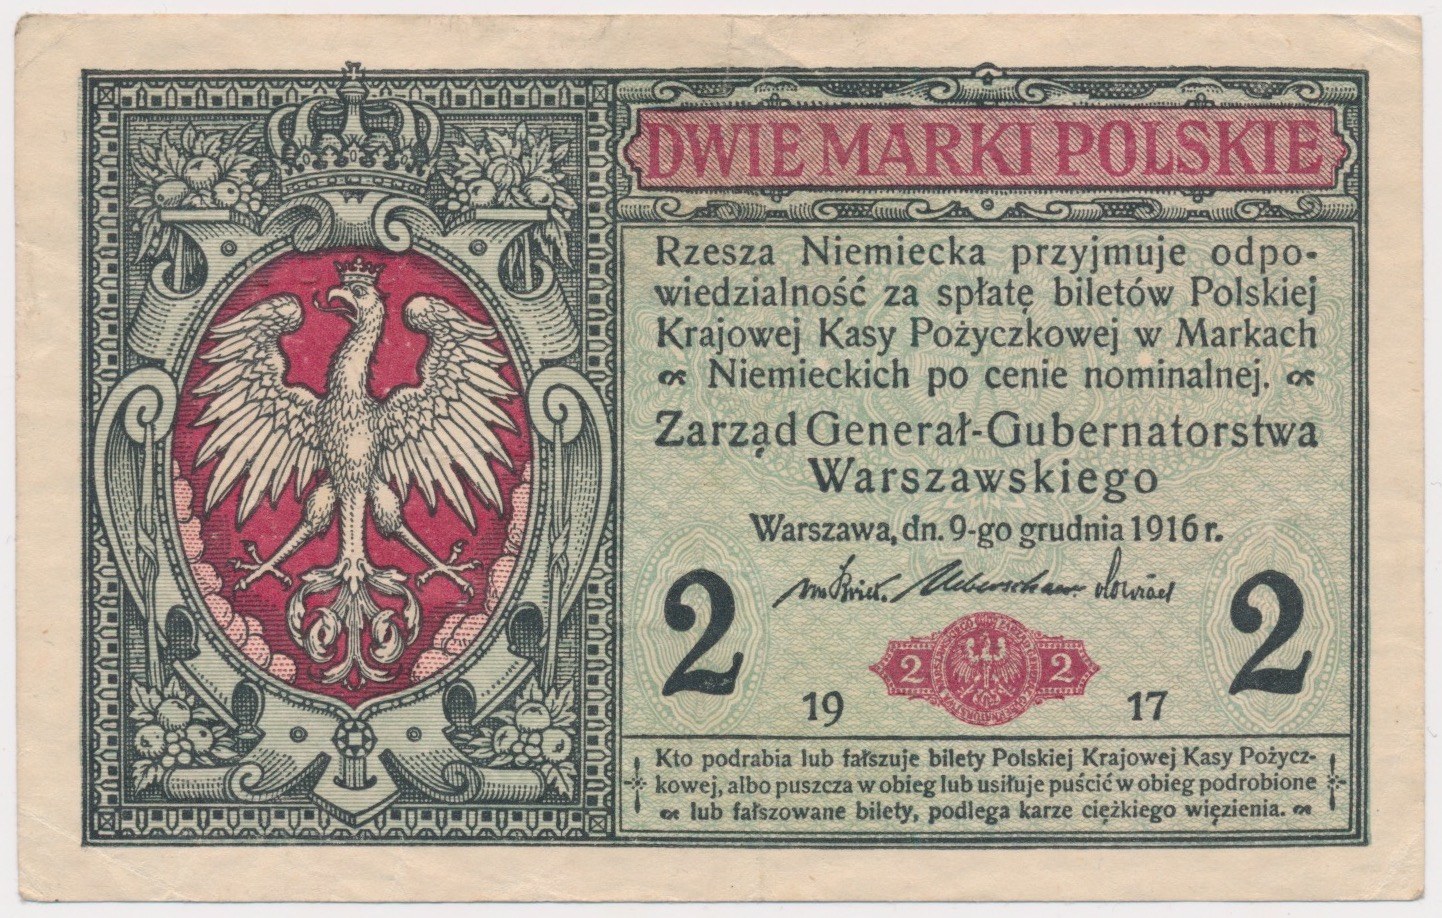 DWIE MARKI POLSKIE
Rzesza Niemiecka przyjmuje odpo-
wiedzialność za spłatę biletów Polskiej
Krajowej Kasy Pożyczkowej w Markach
Niemieckich po cenie nominalnej.
Zarząd Generał-Gubernatorstwa
Warszawskiego
Warszawa, dn. 9-go grudnia 1916 r.
2 2
2 2
19 17
Kto podrabia lub fałszuje bilety Polskiej Krajowej Kasy Pożycz-
kowej, albo puszcza w obieg lub usiłuje puścić w obieg podrobione
lub fałszowane bilety, podlega karze ciężkiego więzienia.